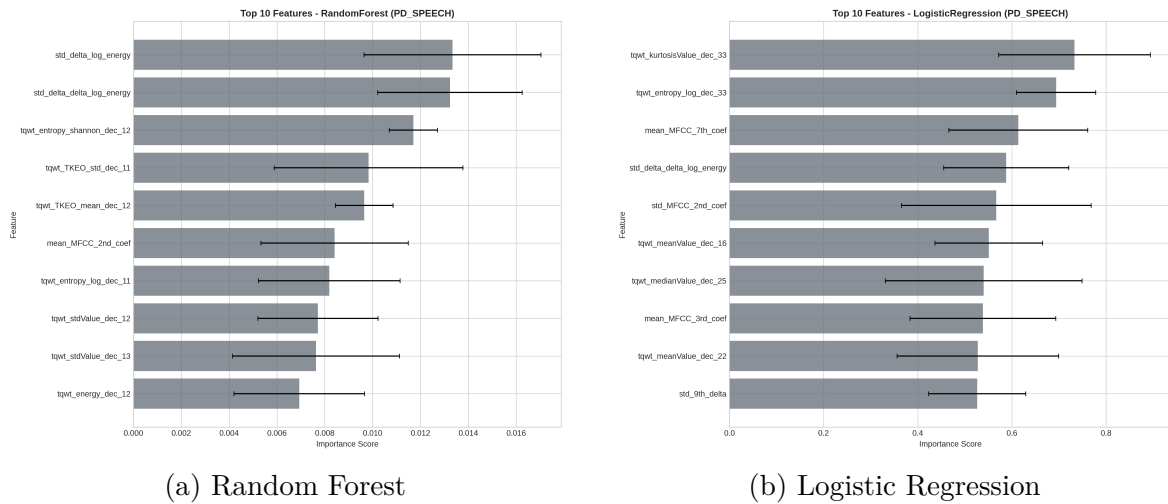 Top 10 Features - RandomForest (PD_SPEECH)
std_delta_log_energy
std_delta_delta_log_energy
tqwt_entropy_shannon_dec_12
tqwt_TKEO_std_dec_11
tqwt_TKEO_mean_dec_12
mean_MFCC_2nd_coef
tqwt_entropy_log_dec_11
tqwt_stdValue_dec_12
tqwt_stdValue_dec_13
tqwt_energy_dec_12
Feature
0.000 0.002 0.004 0.006 0.008 0.010 0.012 0.014 0.016
Importance Score
(a) Random Forest
Top 10 Features - LogisticRegression (PD_SPEECH)
tqwt_kurtosisValue_dec_33
tqwt_entropy_log_dec_33
mean_MFCC_7th_coef
std_delta_delta_log_energy
std_MFCC_2nd_coef
tqwt_meanValue_dec_16
tqwt_medianValue_dec_25
mean_MFCC_3rd_coef
tqwt_meanValue_dec_22
std_9th_delta
Feature
0.0 0.2 0.4 0.6 0.8
Importance Score
(b) Logistic Regression